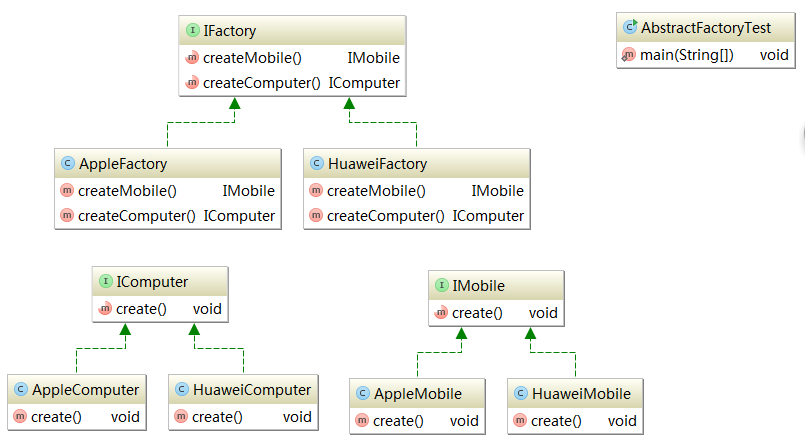 IFactory
createMobile() IMobile
createComputer() IComputer
AbstractFactoryTest
main(String[]) void
AppleFactory
createMobile() IMobile
createComputer() IComputer
HuaweiFactory
createMobile() IMobile
createComputer() IComputer
IComputer
create() void
IMobile
create() void
AppleComputer
create() void
HuaweiComputer
create() void
AppleMobile
create() void
HuaweiMobile
create() void